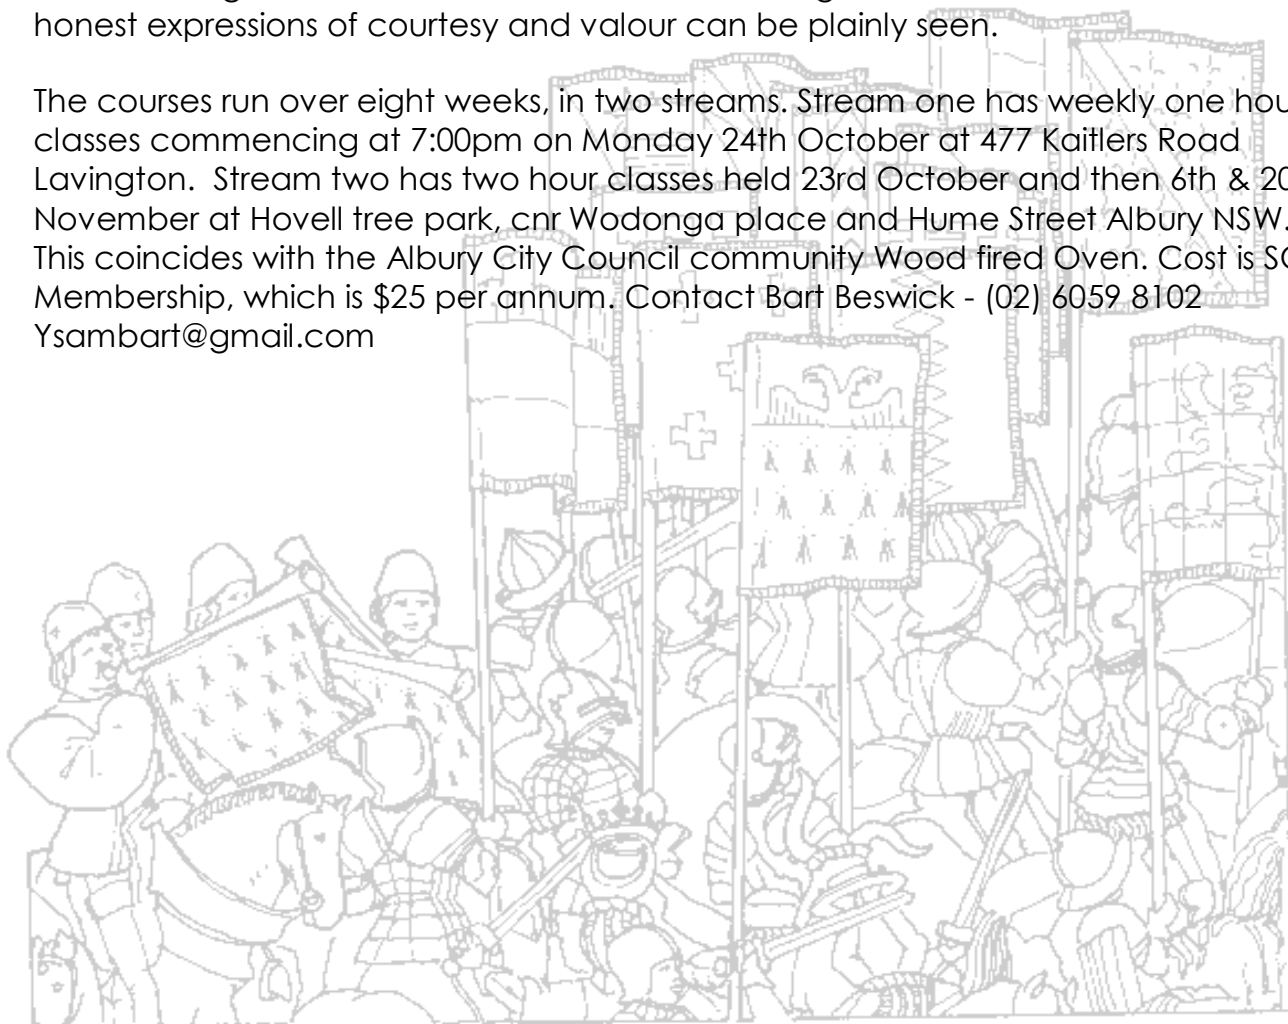 honest expressions of courtesy and valour can be plainly seen.
The courses run over eight weeks, in two streams. Stream one has weekly one hou
classes commencing at 7:00pm on Monday 24th October at 477 Kaitlers Road
Lavington.  Stream two has two hour classes held 23rd October and then 6th & 20
November at Hovell tree park, cnr Wodonga place and Hume Street Albury NSW.
This coincides with the Albury City Council community Wood fired Oven. Cost is SC
Membership, which is $25 per annum. Contact Bart Beswick - (02) 6059 8102
Ysambart@gmail.com